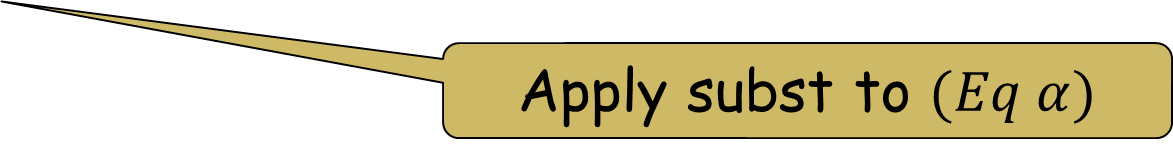 Apply subst to (𝐸𝑞 𝛼)